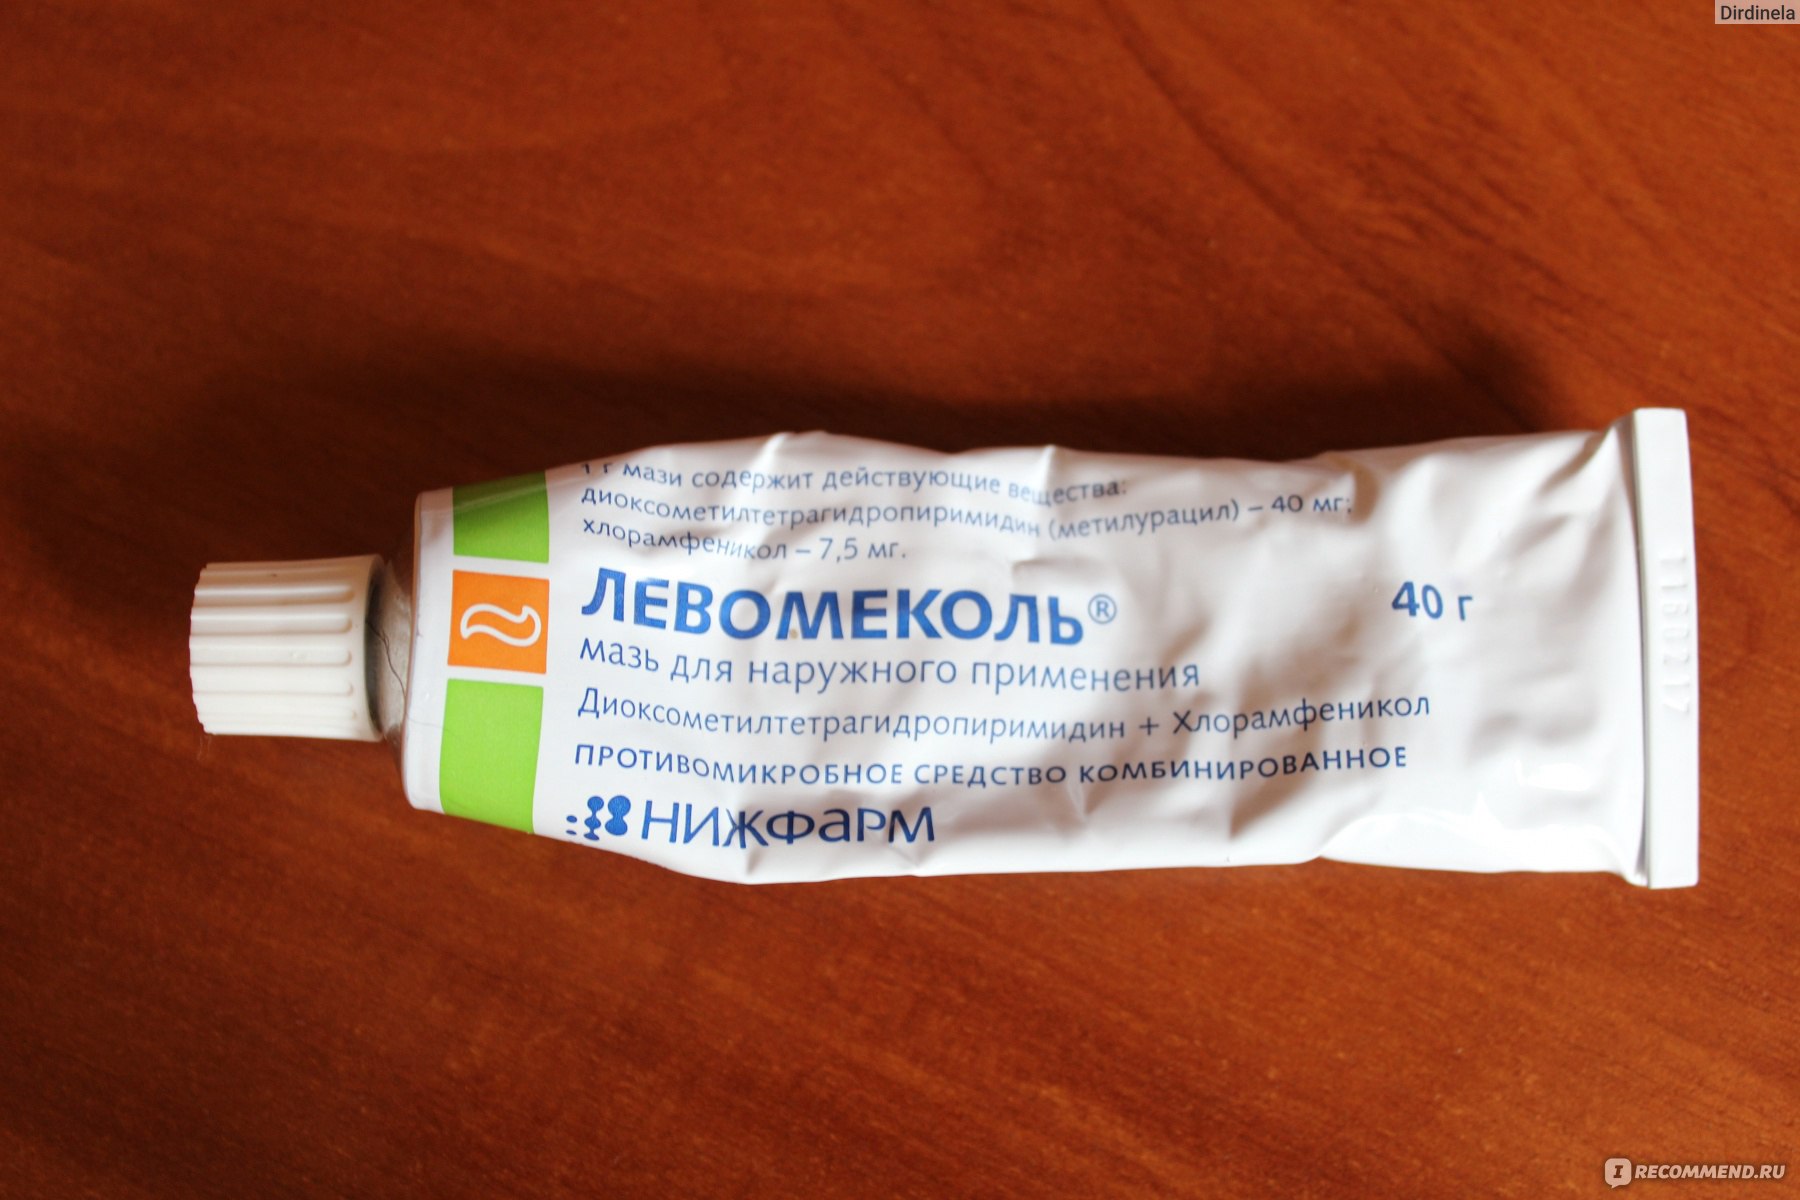 Dirdinela
1 г мази содержит действующие вещества:
диоксометилтетрагидропиримидин (метилурацил) – 40 мг;
хлорамфеникол – 7,5 мг.
ЛЕВОМЕКОЛЬ®
40 г
мазь для наружного применения
Диоксометилтетрагидропиримидин + Хлорамфеникол
ПРОТИВОМИКРОБНОЕ СРЕДСТВО КОМБИНИРОВАННОЕ
НИЖФАРМ
I RECOMMEND.RU